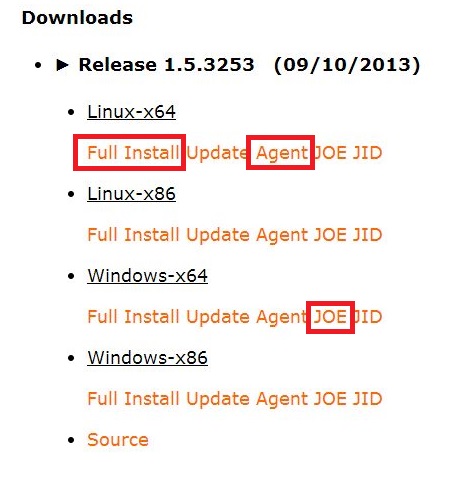 Downloads
► Release 1.5.3253 (09/10/2013)
Linux-x64
Full Install Update Agent JOE JID
Linux-x86
Full Install Update Agent JOE JID
Windows-x64
Full Install Update Agent JOE JID
Windows-x86
Full Install Update Agent JOE JID
Source